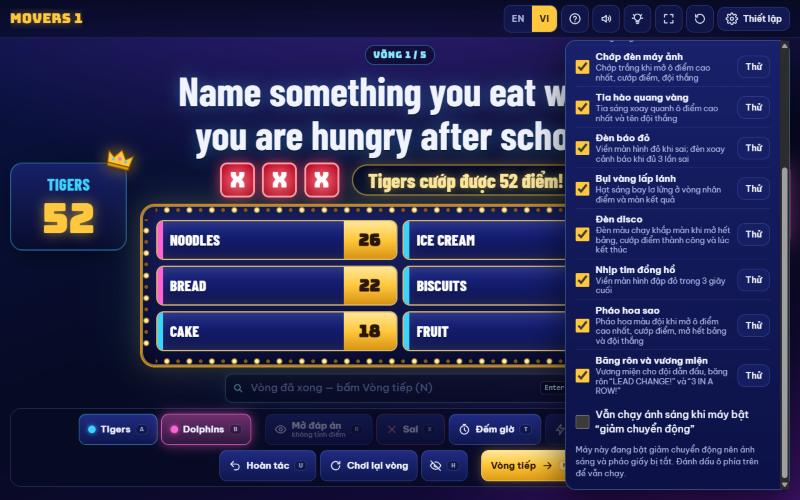 MOVERS 1
EN
VI
Thiết lập
VÒNG 1 / 5
Name something you eat w
you are hungry after scho
X X X
Tigers cướp được 52 điểm!
TIGERS
52
NOODLES 26
ICE CREAM
BREAD 22
BISCUITS
CAKE 18
FRUIT
Vòng đã xong — bấm Vòng tiếp (N)
Enter
Tigers A
Dolphins B
Mở đáp án
không tính điểm
Sai X
Đếm giờ T
Hoàn tác U
Chơi lại vòng
H
Vòng tiếp →
Chớp đèn máy ảnh
Chớp trắng khi mở ô điểm cao
nhất, cướp điểm, đội thắng
Thử
Tia hào quang vàng
Tia sáng xoay quanh ô điểm cao
nhất và tên đội thắng
Thử
Đèn báo đỏ
Viền màn hình đỏ khi sai; đèn xoay
cảnh báo khi đủ 3 lần sai
Thử
Bụi vàng lấp lánh
Hạt sáng bay lơ lửng ở vòng nhân
điểm và màn kết quả
Thử
Đèn disco
Đèn màu chạy khắp màn khi mở hết
bảng, cướp điểm thành công và lúc
kết thúc
Thử
Nhịp tim đồng hồ
Viền màn hình đập đỏ trong 3 giây
cuối
Thử
Pháo hoa sao
Pháo hoa màu đội khi mở ô điểm
cao nhất, cướp điểm, mở hết bảng
và đội thắng
Thử
Băng rôn và vương miện
Vương miện cho đội dẫn đầu, băng
rôn “LEAD CHANGE!” và “3 IN A
ROW!”
Thử
Vẫn chạy ánh sáng khi máy bật
“giảm chuyển động”
Máy này đang bật giảm chuyển động nên ánh
sáng và pháo giấy bị tắt. Đánh dấu ô phía trên
để vẫn chạy.